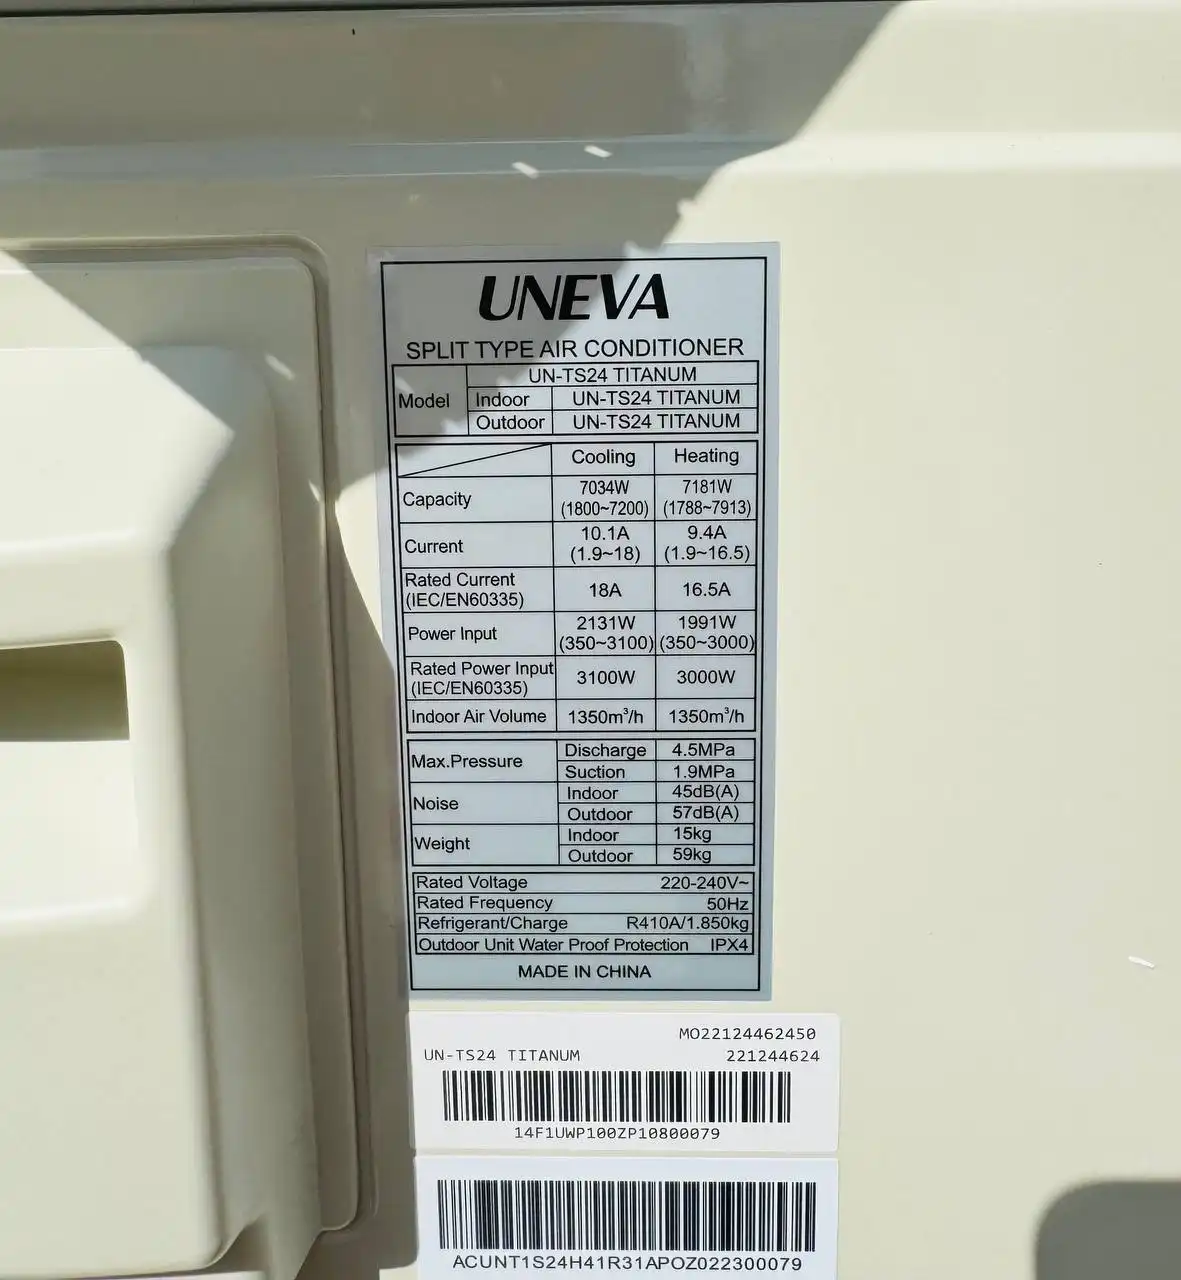 UNEVA
SPLIT TYPE AIR CONDITIONER
Model
UN-TS24 TITANUM
Indoor UN-TS24 TITANUM
Outdoor UN-TS24 TITANUM
Cooling Heating
Capacity 7034W (1800~7200) 7181W (1788~7913)
Current 10.1A (1.9~18) 9.4A (1.9~16.5)
Rated Current (IEC/EN60335) 18A 16.5A
Power Input 2131W (350~3100) 1991W (350~3000)
Rated Power Input (IEC/EN60335) 3100W 3000W
Indoor Air Volume 1350m³/h 1350m³/h
Max.Pressure Discharge 4.5MPa
Suction 1.9MPa
Noise Indoor 45dB(A)
Outdoor 57dB(A)
Weight Indoor 15kg
Outdoor 59kg
Rated Voltage 220-240V~
Rated Frequency 50Hz
Refrigerant/Charge R410A/1.850kg
Outdoor Unit Water Proof Protection IPX4
MADE IN CHINA
MO22124462450
UN-TS24 TITANUM 221244624
14F1UWP100ZP10800079
ACUNT1S24H41R31APOZ022300079